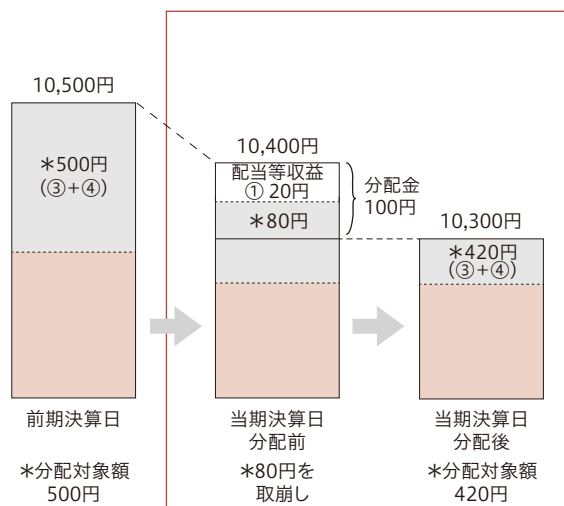 10,500円
＊500円
(③＋④)
前期決算日
＊分配対象額
500円
10,400円
配当等収益
① 20円
＊80円
分配金
100円
当期決算日
分配前
＊80円を
取崩し
10,300円
＊420円
(③＋④)
当期決算日
分配後
＊分配対象額
420円